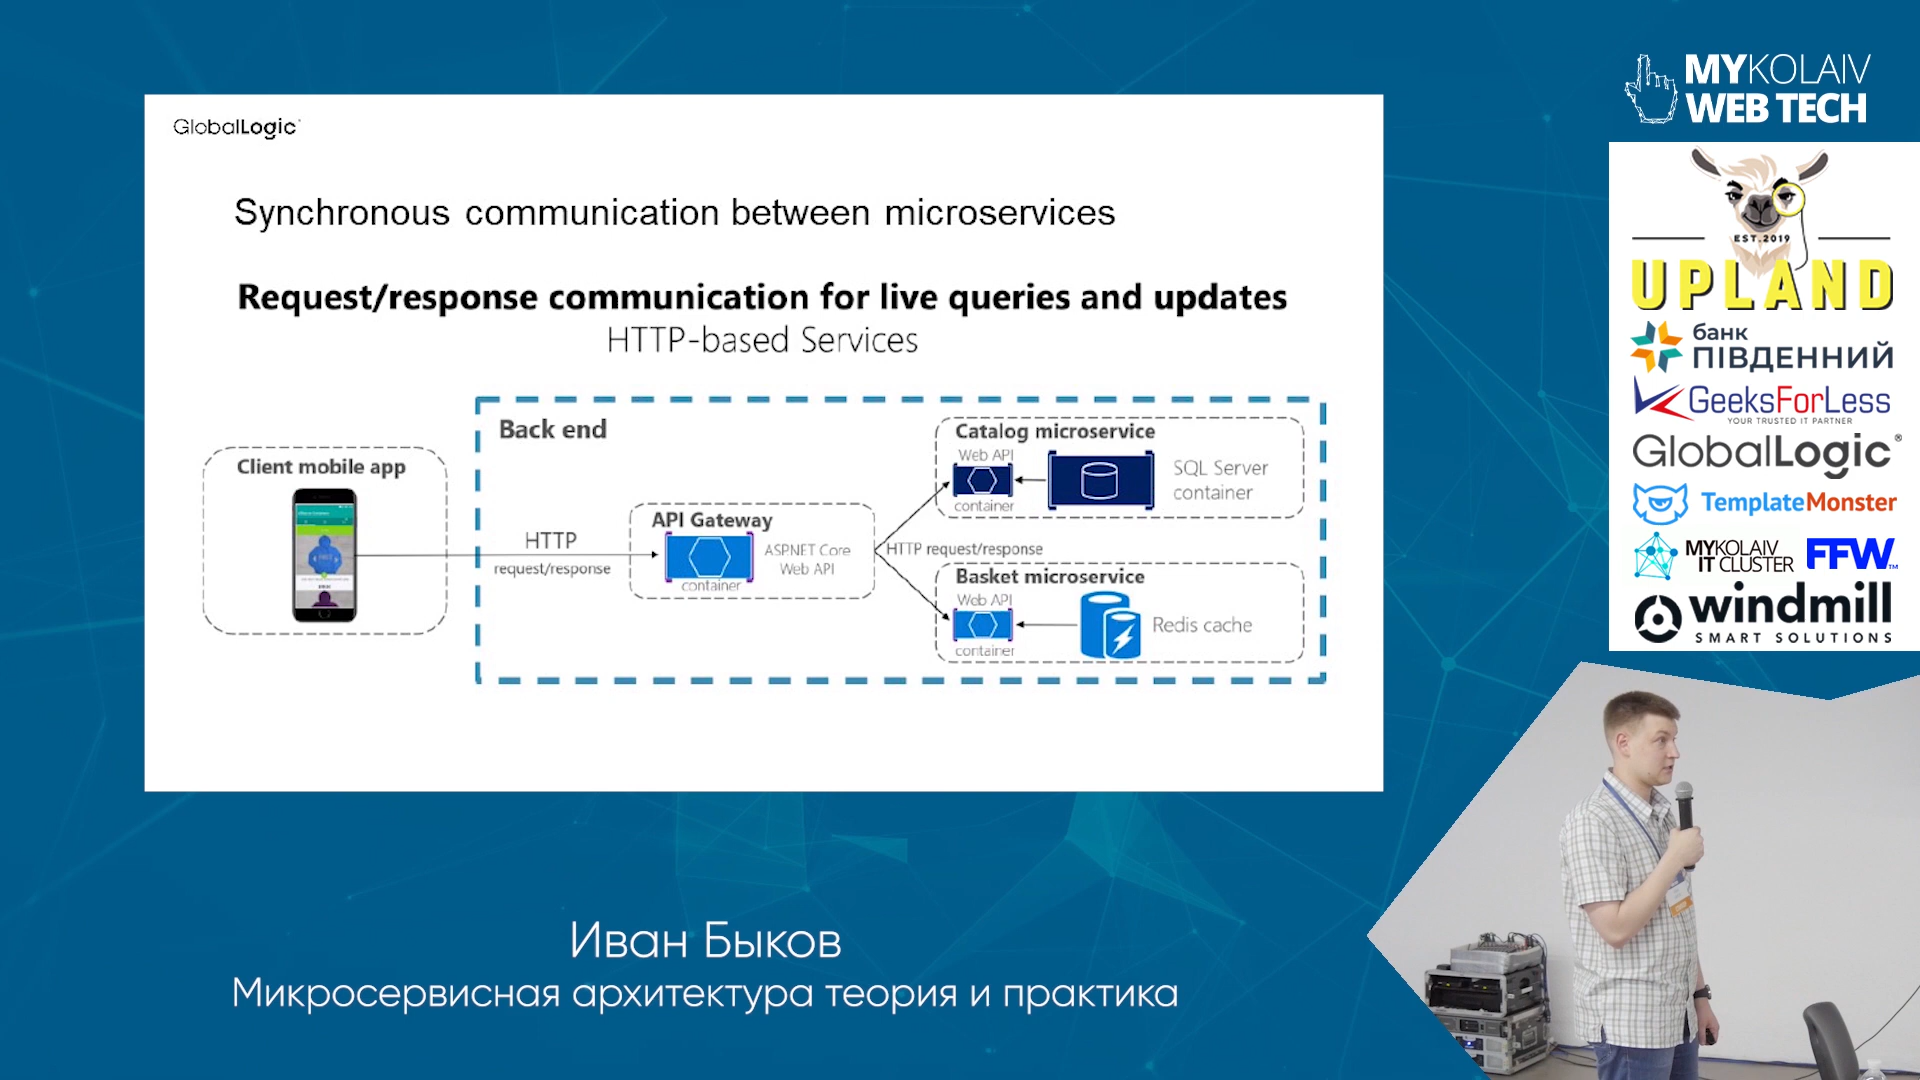 GlobalLogic
Synchronous communication between microservices
Request/response communication for live queries and updates
HTTP-based Services
Back end
Client mobile app
HTTP
request/response
API Gateway
container
ASPNET Core
Web API
HTTP request/response
Catalog microservice
Web API
container
SQL Server
container
Basket microservice
Web API
container
Redis cache
Иван Быков
Микросервисная архитектура теория и практика
MYKOLAIV
WEB TECH
EST.2019
UPLAND
банк
ПІВДЕННИЙ
GeeksForLess
YOUR TRUSTED IT PARTNER
GlobalLogic®
TemplateMonster
MYKOLAIV
IT CLUSTER
FFW™
windmill
SMART SOLUTIONS